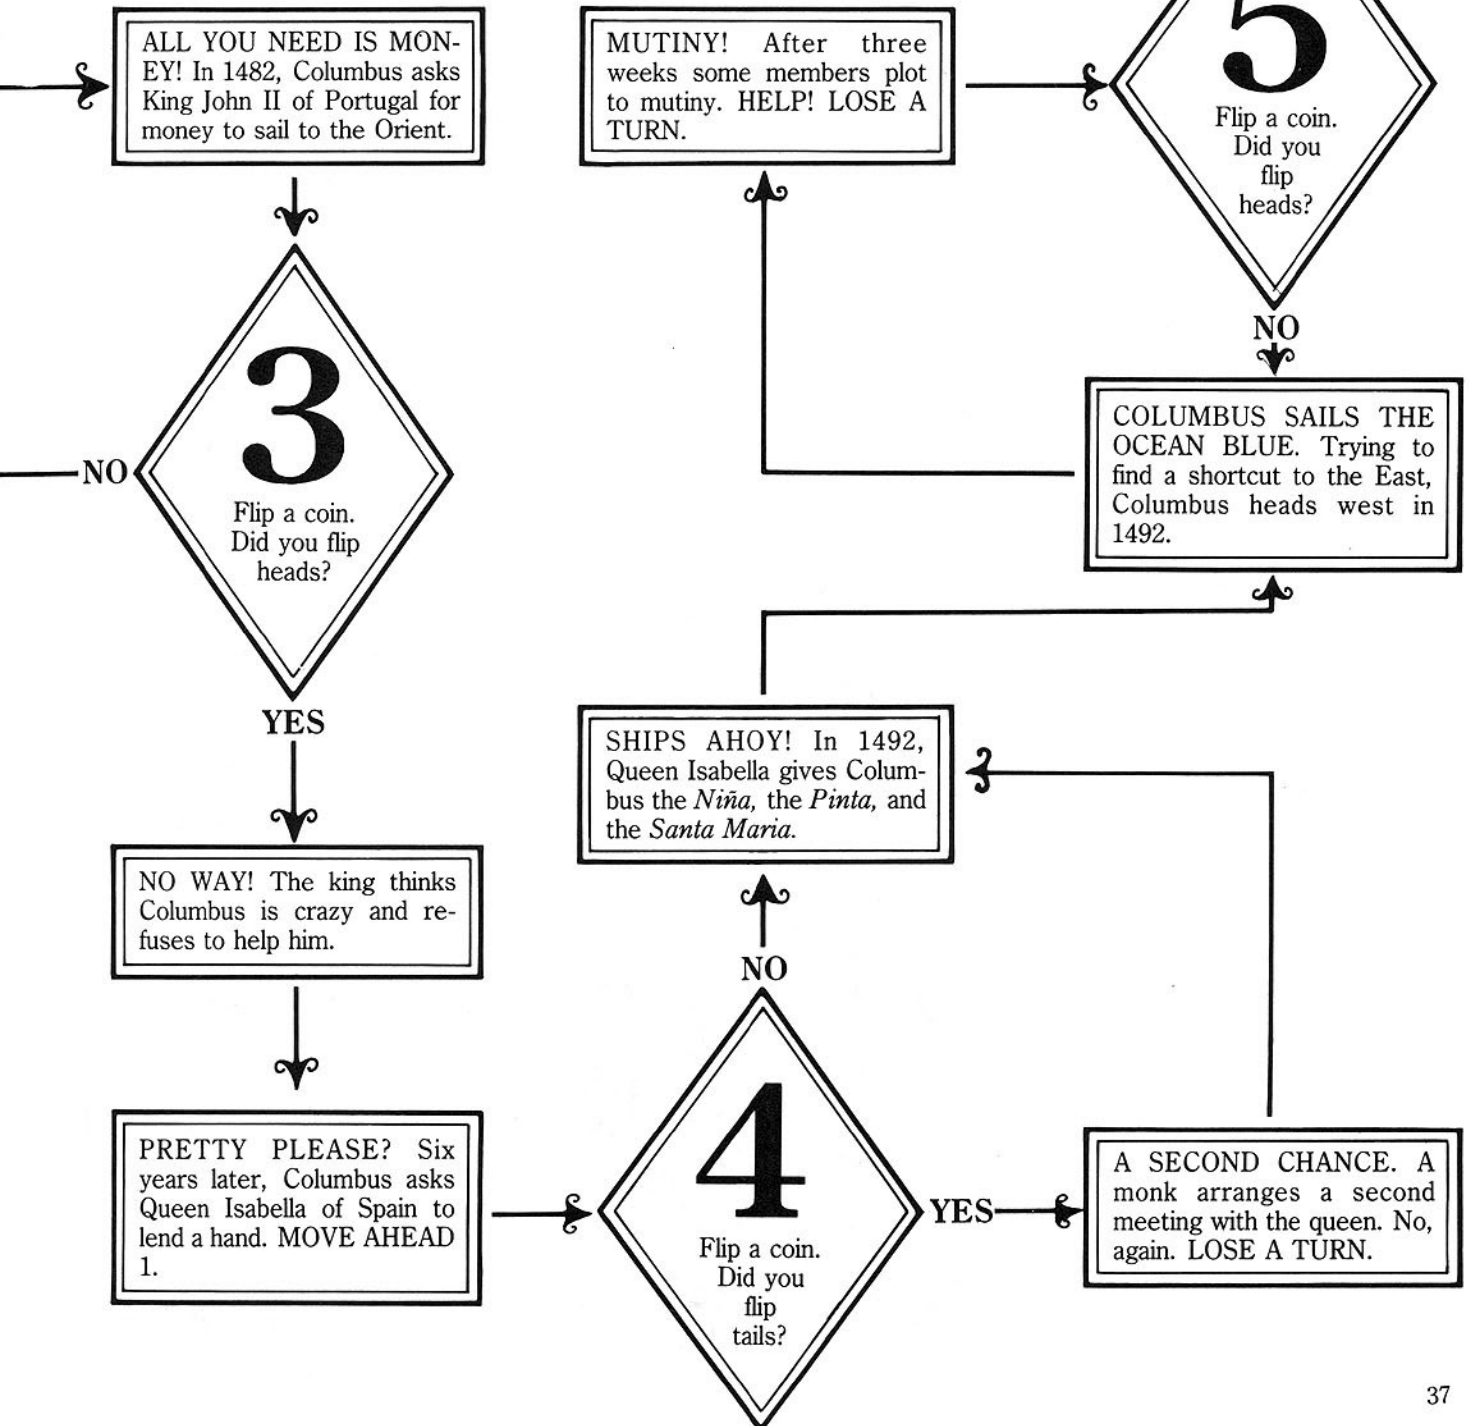 ALL YOU NEED IS MON-
EY! In 1482, Columbus asks
King John II of Portugal for
money to sail to the Orient.
3
Flip a coin.
Did you flip
heads?
NO
YES
NO WAY! The king thinks
Columbus is crazy and re-
fuses to help him.
PRETTY PLEASE? Six
years later, Columbus asks
Queen Isabella of Spain to
lend a hand. MOVE AHEAD
1.
4
Flip a coin.
Did you
flip
tails?
YES
A SECOND CHANCE. A
monk arranges a second
meeting with the queen. No,
again. LOSE A TURN.
NO
SHIPS AHOY! In 1492,
Queen Isabella gives Colum-
bus the Niña, the Pinta, and
the Santa Maria.
COLUMBUS SAILS THE
OCEAN BLUE. Trying to
find a shortcut to the East,
Columbus heads west in
1492.
MUTINY! After three
weeks some members plot
to mutiny. HELP! LOSE A
TURN.
5
Flip a coin.
Did you
flip
heads?
NO
37